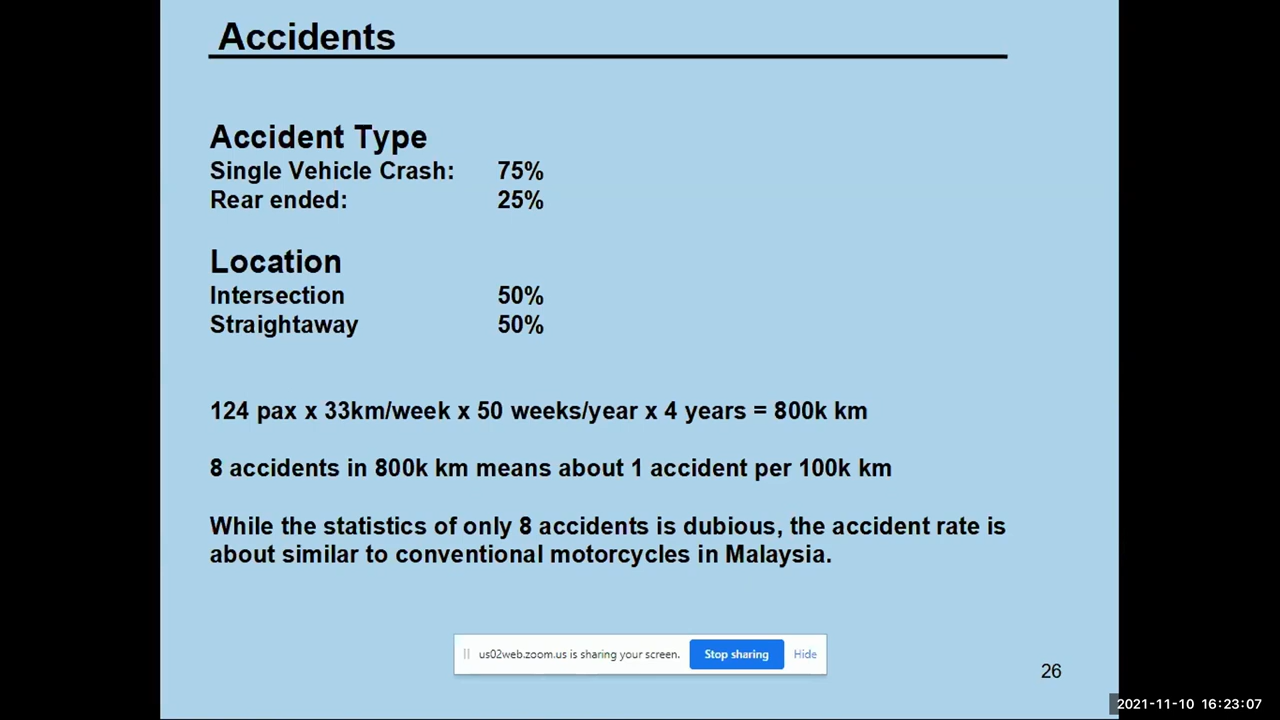 Accidents
Accident Type
Single Vehicle Crash: 75%
Rear ended: 25%
Location
Intersection 50%
Straightaway 50%
124 pax x 33km/week x 50 weeks/year x 4 years = 800k km
8 accidents in 800k km means about 1 accident per 100k km
While the statistics of only 8 accidents is dubious, the accident rate is
about similar to conventional motorcycles in Malaysia.
us02web.zoom.us is sharing your screen. Stop sharing Hide
26
2021-11-10 16:23:07